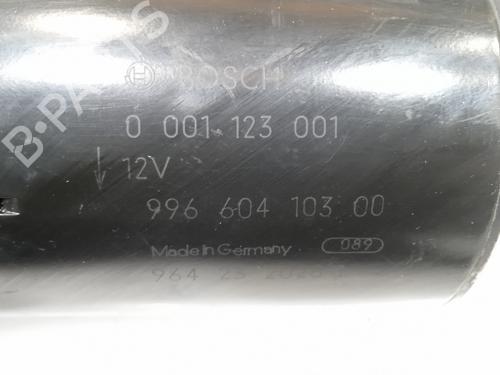 B-PARTS
BOSCH
0 001 123 001
12V
996 604 103 00
Made in Germany
089